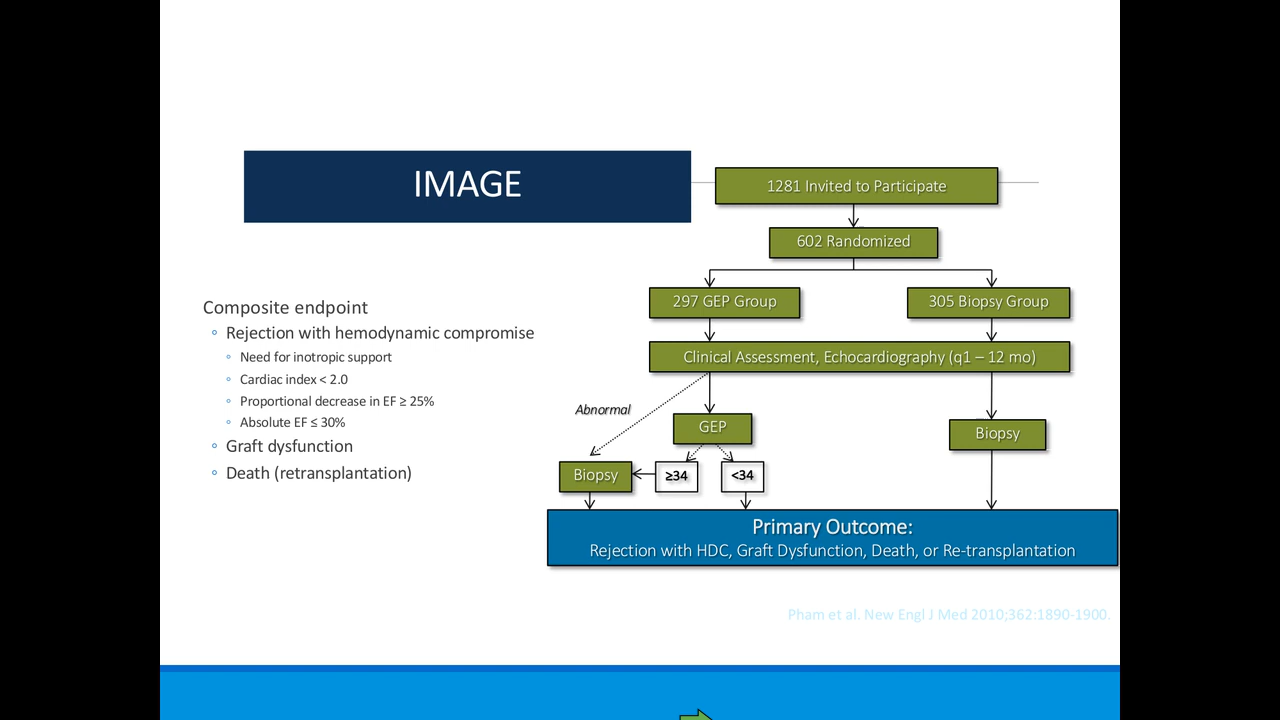 IMAGE
1281 Invited to Participate
602 Randomized
297 GEP Group
305 Biopsy Group
Composite endpoint
Rejection with hemodynamic compromise
Need for inotropic support
Cardiac index < 2.0
Proportional decrease in EF ≥ 25%
Absolute EF ≤ 30%
Graft dysfunction
Death (retransplantation)
Clinical Assessment, Echocardiography (q1 – 12 mo)
Abnormal
GEP
Biopsy
Biopsy
≥34
<34
Primary Outcome:
Rejection with HDC, Graft Dysfunction, Death, or Re-transplantation
Pham et al. New Engl J Med 2010;362:1890-1900.